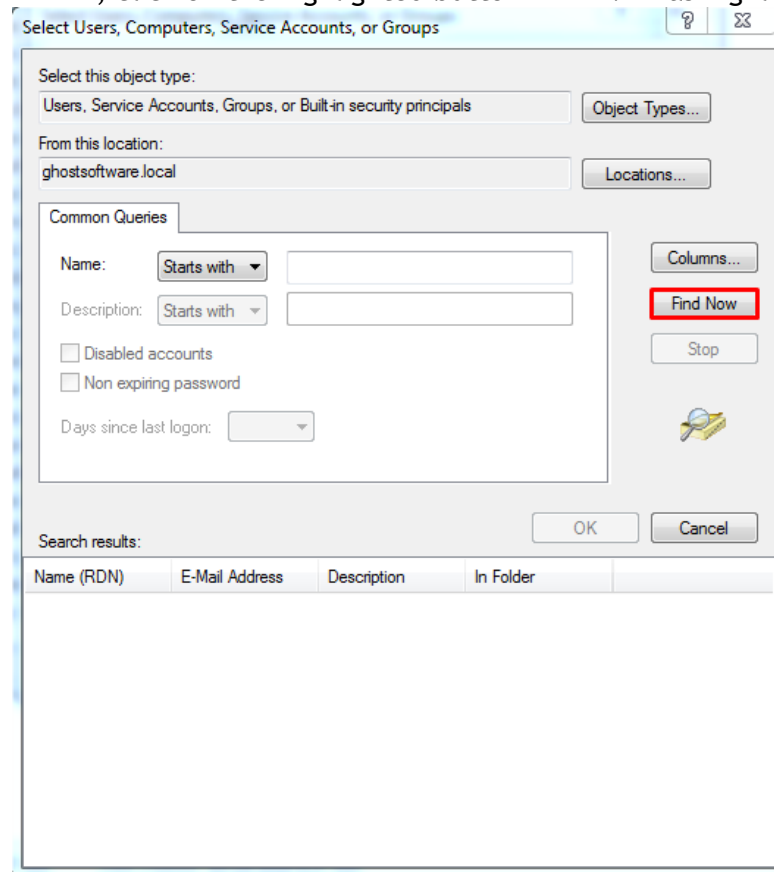 Select Users, Computers, Service Accounts, or Groups
Select this object type:
Users, Service Accounts, Groups, or Built-in security principals Object Types...
From this location:
ghostsoftware.local Locations...
Common Queries
Name: Starts with Columns...
Description: Starts with Find Now
Disabled accounts Stop
Non expiring password
Days since last logon:
OK Cancel
Search results:
Name (RDN) E-Mail Address Description In Folder